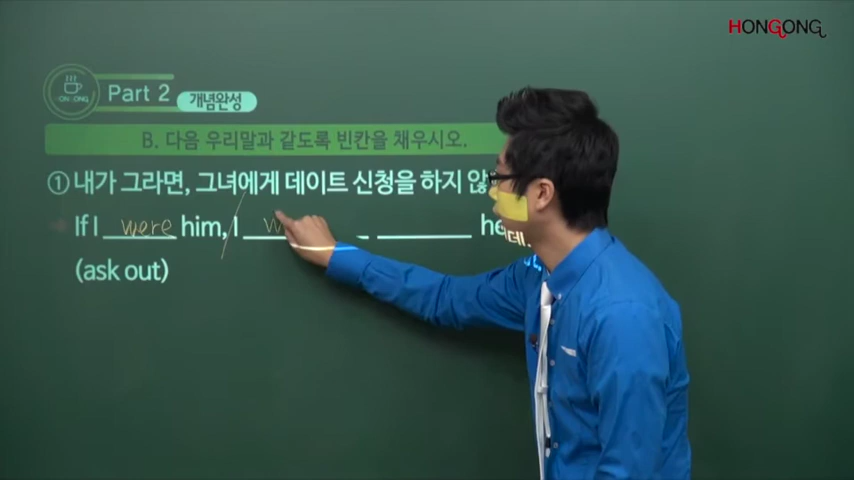 HONGONG
Part 2
개념완성
B. 다음 우리말과 같도록 빈칸을 채우시오.
① 내가 그라면, 그녀에게 데이트 신청을 하지 않
If I were him, I w he
(ask out)